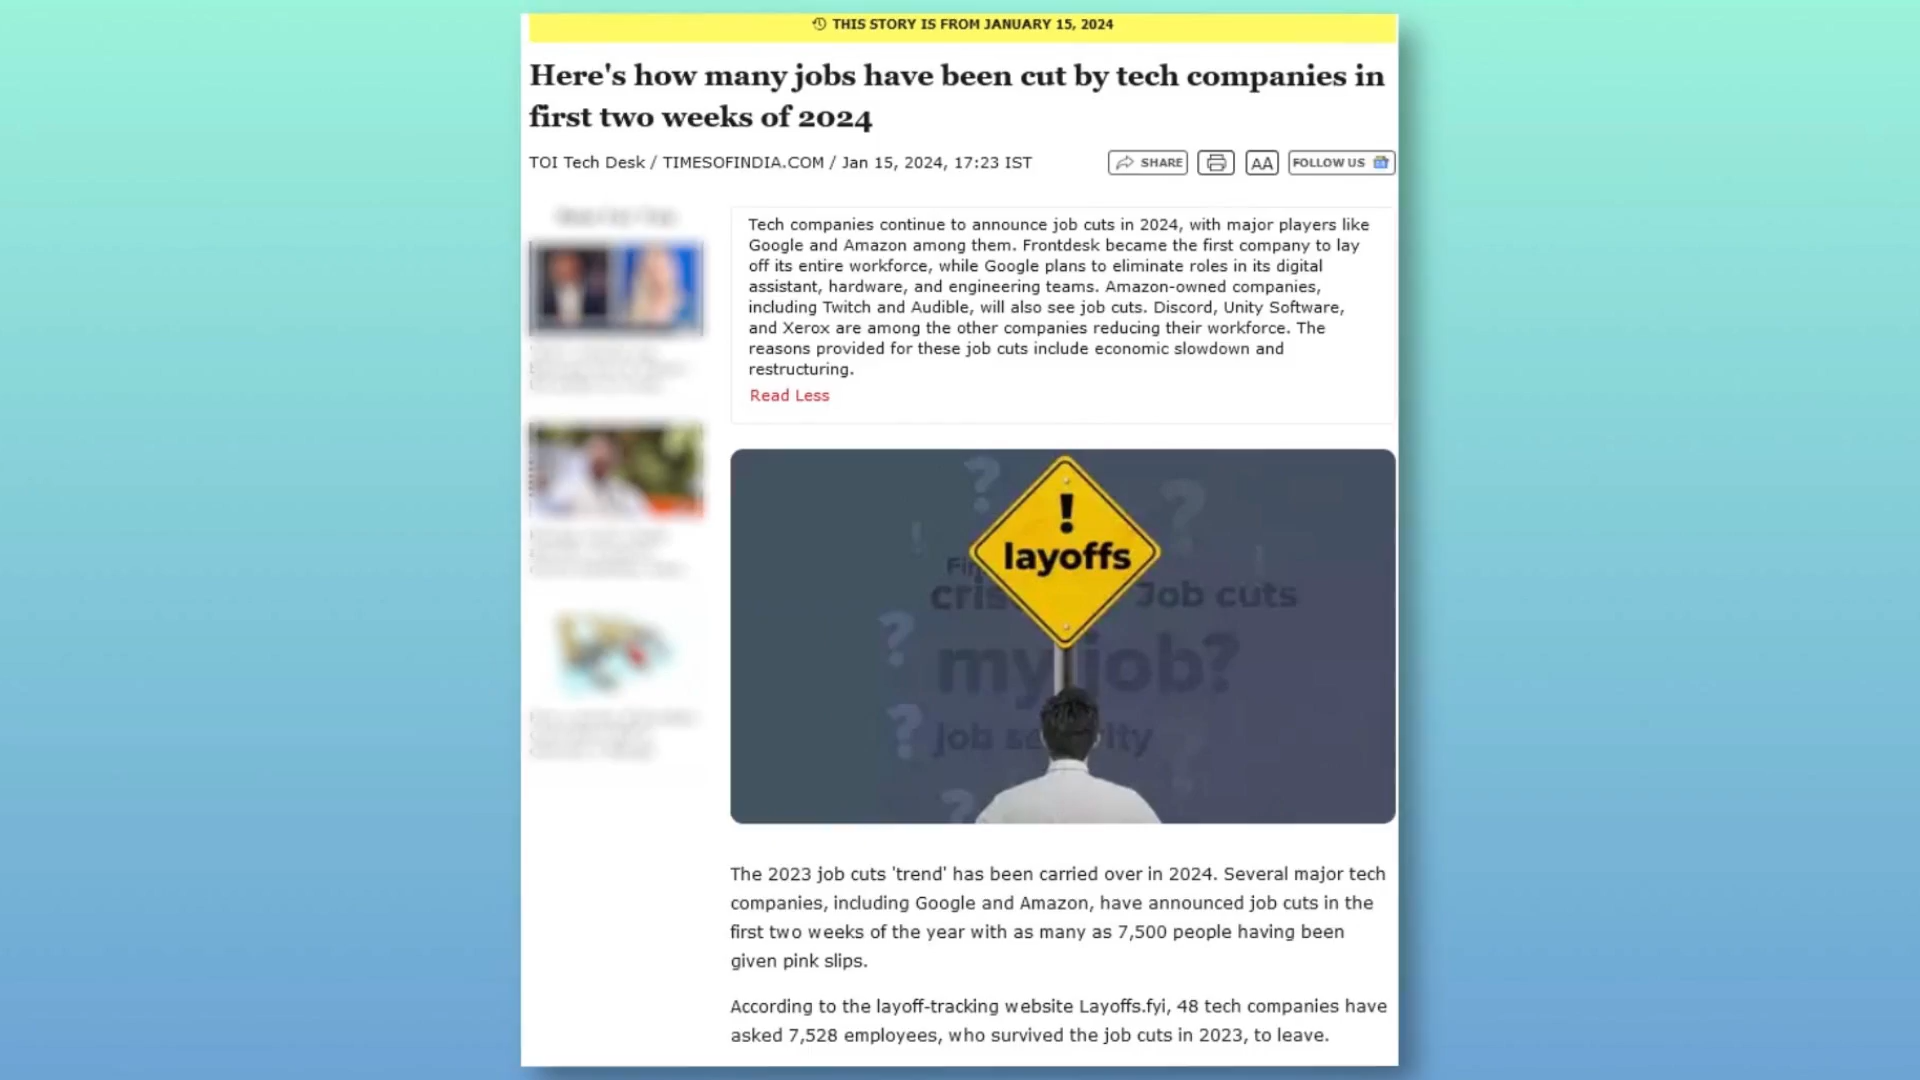 THIS STORY IS FROM JANUARY 15, 2024
Here's how many jobs have been cut by tech companies in
first two weeks of 2024
TOI Tech Desk / TIMESOFINDIA.COM / Jan 15, 2024, 17:23 IST
SHARE
AA
FOLLOW US
Tech companies continue to announce job cuts in 2024, with major players like
Google and Amazon among them. Frontdesk became the first company to lay
off its entire workforce, while Google plans to eliminate roles in its digital
assistant, hardware, and engineering teams. Amazon-owned companies,
including Twitch and Audible, will also see job cuts. Discord, Unity Software,
and Xerox are among the other companies reducing their workforce. The
reasons provided for these job cuts include economic slowdown and
restructuring.
Read Less
!
layoffs
Job cuts
my job?
job
The 2023 job cuts 'trend' has been carried over in 2024. Several major tech
companies, including Google and Amazon, have announced job cuts in the
first two weeks of the year with as many as 7,500 people having been
given pink slips.
According to the layoff-tracking website Layoffs.fyi, 48 tech companies have
asked 7,528 employees, who survived the job cuts in 2023, to leave.